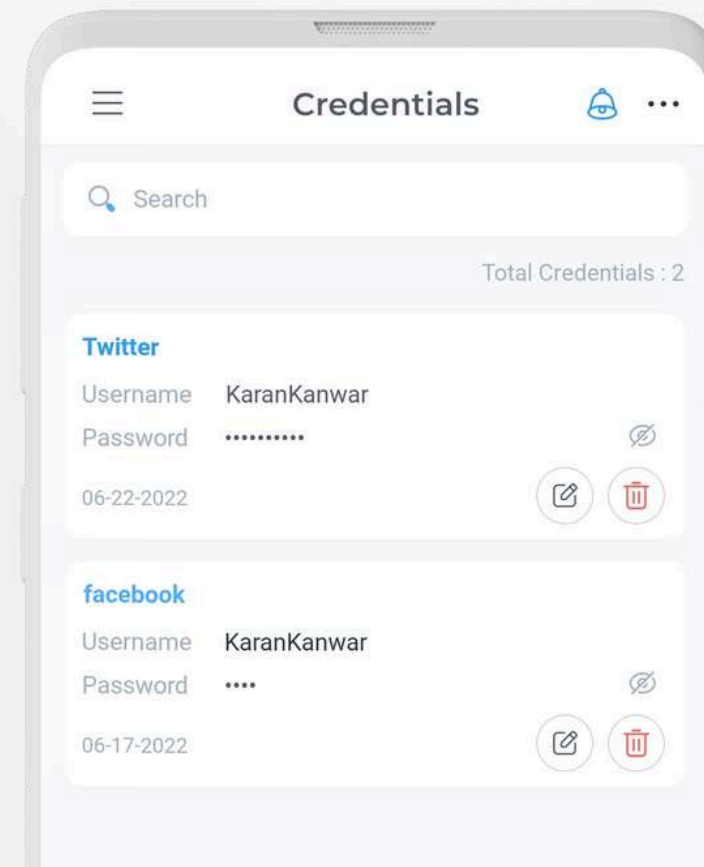 Credentials
Search
Total Credentials : 2
Twitter
Username KaranKanwar
Password ••••••••••
06-22-2022
facebook
Username KaranKanwar
Password ••••
06-17-2022